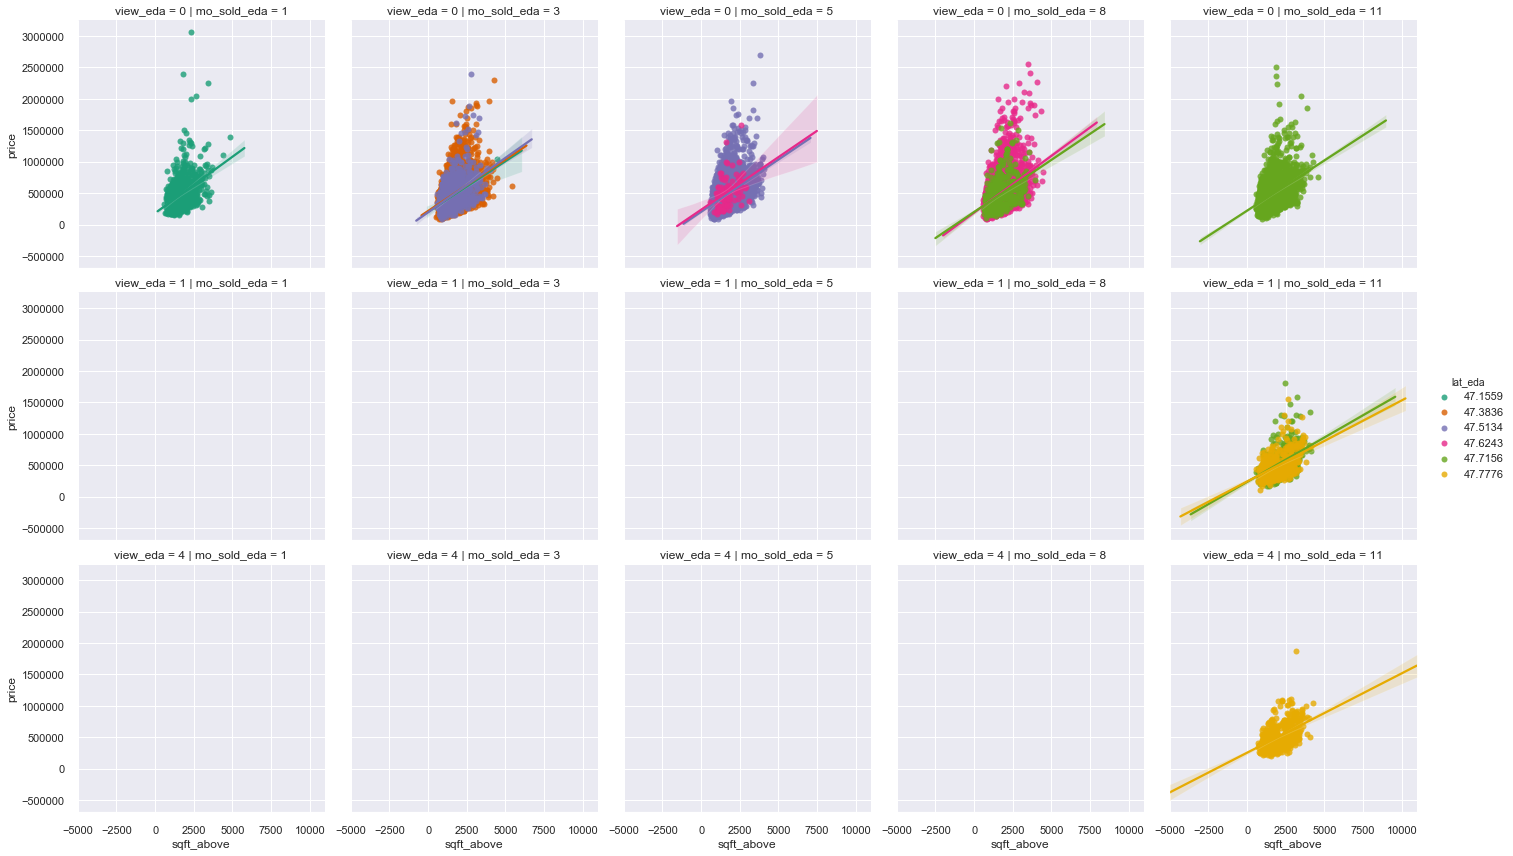 view_eda = 0 | mo_sold_eda = 1
view_eda = 0 | mo_sold_eda = 3
view_eda = 0 | mo_sold_eda = 5
view_eda = 0 | mo_sold_eda = 8
view_eda = 0 | mo_sold_eda = 11
3000000
2500000
2000000
1500000
1000000
500000
0
−500000
price
view_eda = 1 | mo_sold_eda = 1
view_eda = 1 | mo_sold_eda = 3
view_eda = 1 | mo_sold_eda = 5
view_eda = 1 | mo_sold_eda = 8
view_eda = 1 | mo_sold_eda = 11
3000000
2500000
2000000
1500000
1000000
500000
0
−500000
price
lat_eda
47.1559
47.3836
47.5134
47.6243
47.7156
47.7776
view_eda = 4 | mo_sold_eda = 1
view_eda = 4 | mo_sold_eda = 3
view_eda = 4 | mo_sold_eda = 5
view_eda = 4 | mo_sold_eda = 8
view_eda = 4 | mo_sold_eda = 11
3000000
2500000
2000000
1500000
1000000
500000
0
−500000
price
−5000 −2500 0 2500 5000 7500 10000
sqft_above
−5000 −2500 0 2500 5000 7500 10000
sqft_above
−5000 −2500 0 2500 5000 7500 10000
sqft_above
−5000 −2500 0 2500 5000 7500 10000
sqft_above
−5000 −2500 0 2500 5000 7500 10000
sqft_above